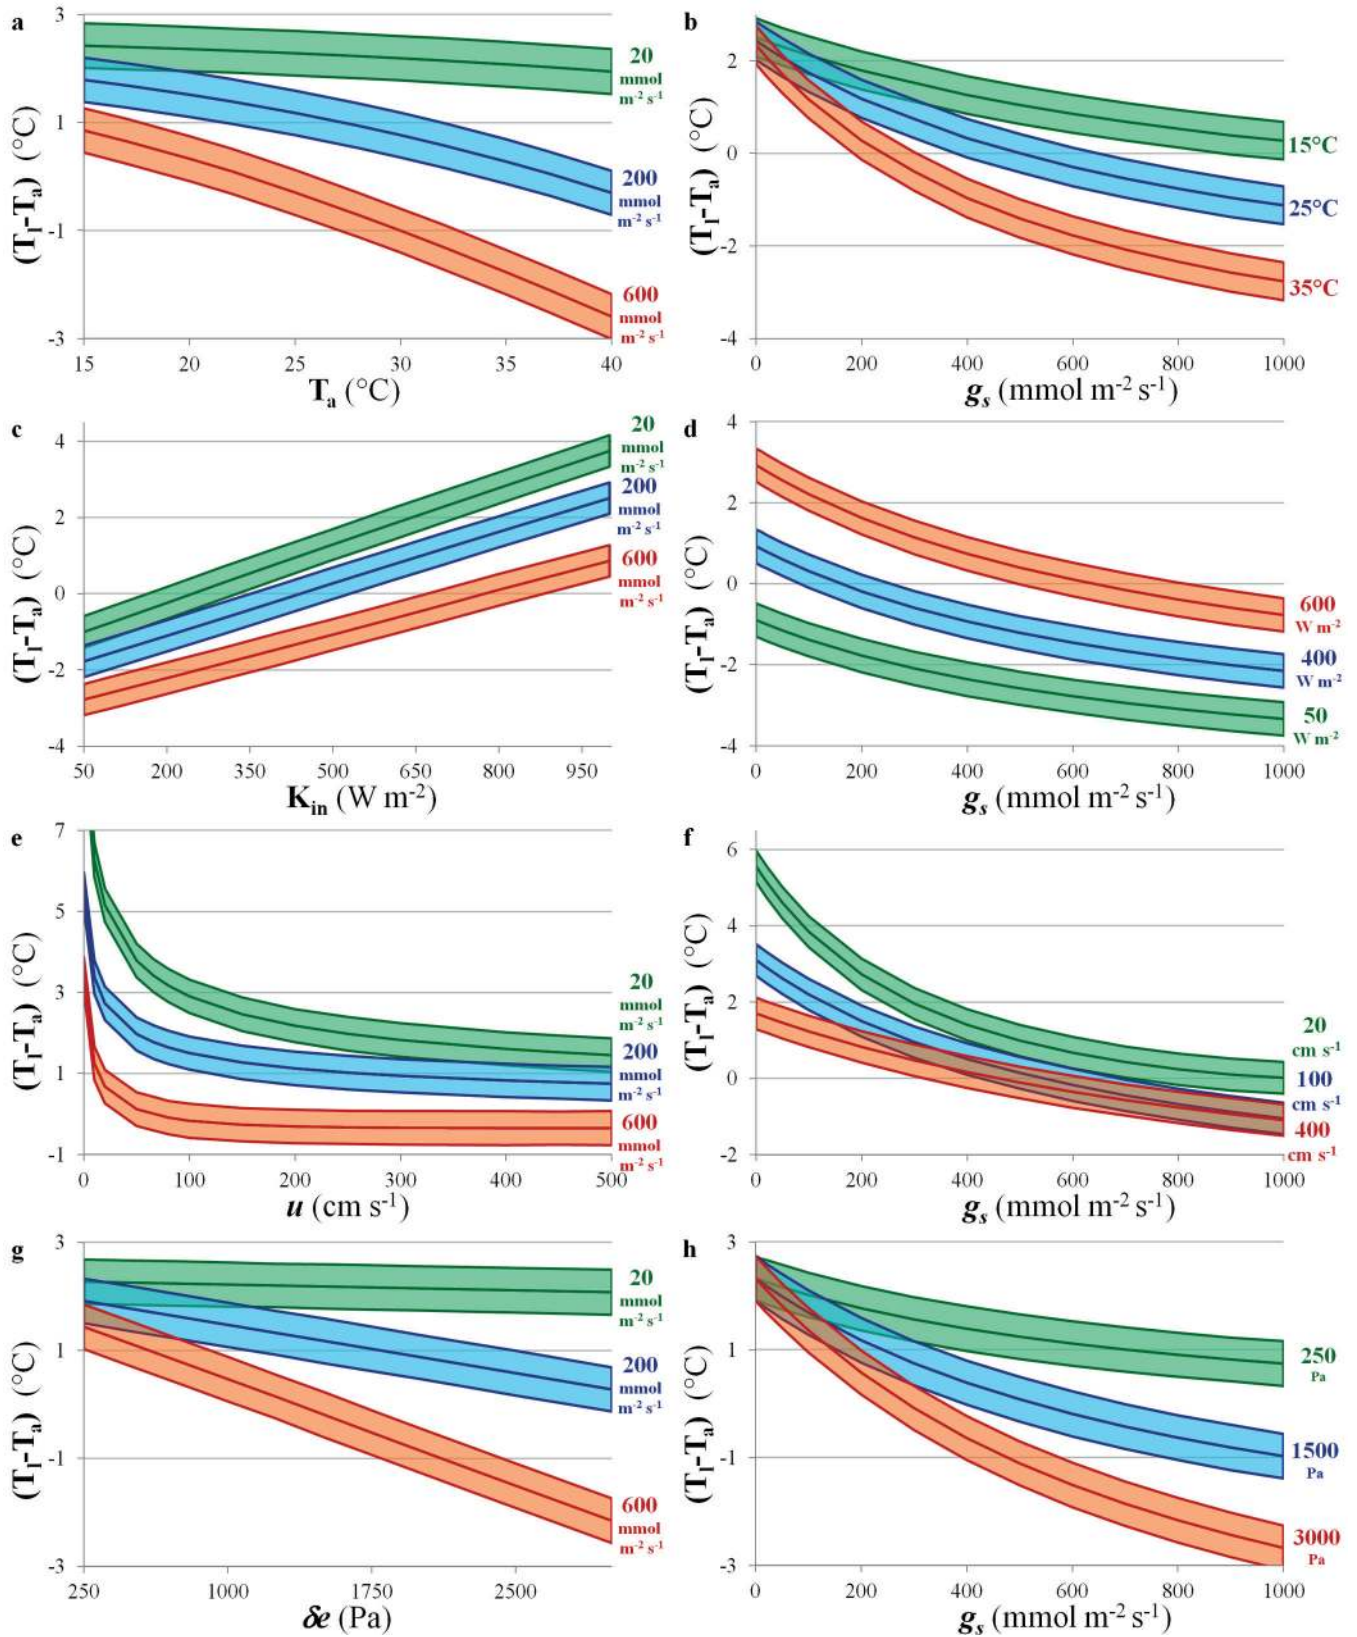 a
(Tl-Ta) (°C)
3
1
-1
-3
15 20 25 30 35 40
Ta (°C)
20
mmol
m-2 s-1
200
mmol
m-2 s-1
600
mmol
m-2 s-1
b
(Tl-Ta) (°C)
2
0
-2
-4
0 200 400 600 800 1000
gs (mmol m-2 s-1)
15°C
25°C
35°C
c
(Tl-Ta) (°C)
4
2
0
-2
-4
50 200 350 500 650 800 950
Kin (W m-2)
20
mmol
m-2 s-1
200
mmol
m-2 s-1
600
mmol
m-2 s-1
d
(Tl-Ta) (°C)
4
2
0
-2
-4
0 200 400 600 800 1000
gs (mmol m-2 s-1)
600
W m-2
400
W m-2
50
W m-2
e
(Tl-Ta) (°C)
7
5
3
1
-1
0 100 200 300 400 500
u (cm s-1)
20
mmol
m-2 s-1
200
mmol
m-2 s-1
600
mmol
m-2 s-1
f
(Tl-Ta) (°C)
6
4
2
0
-2
0 200 400 600 800 1000
gs (mmol m-2 s-1)
20
cm s-1
100
cm s-1
400
cm s-1
g
(Tl-Ta) (°C)
3
1
-1
-3
250 1000 1750 2500
δe (Pa)
20
mmol
m-2 s-1
200
mmol
m-2 s-1
600
mmol
m-2 s-1
h
(Tl-Ta) (°C)
3
1
-1
-3
0 200 400 600 800 1000
gs (mmol m-2 s-1)
250
Pa
1500
Pa
3000
Pa